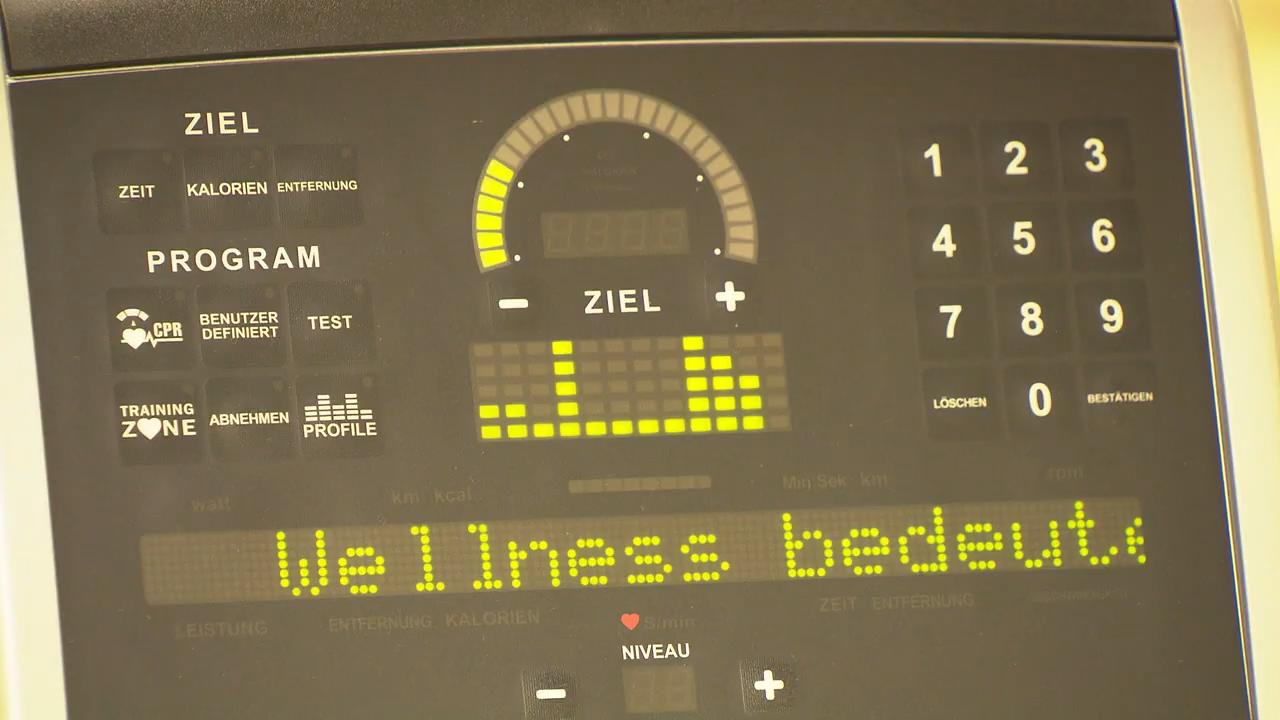 ZIEL
ZEIT KALORIEN ENTFERNUNG
PROGRAM
CPR BENUTZER DEFINIERT TEST
TRAINING ZONE ABNEHMEN PROFILE
- ZIEL +
1 2 3
4 5 6
7 8 9
LÖSCHEN 0 BESTÄTIGEN
watt km kcal Min Sek km rpm
Wellness bedeut
LEISTUNG ENTFERNUNG KALORIEN S/min ZEIT ENTFERNUNG
NIVEAU
- +